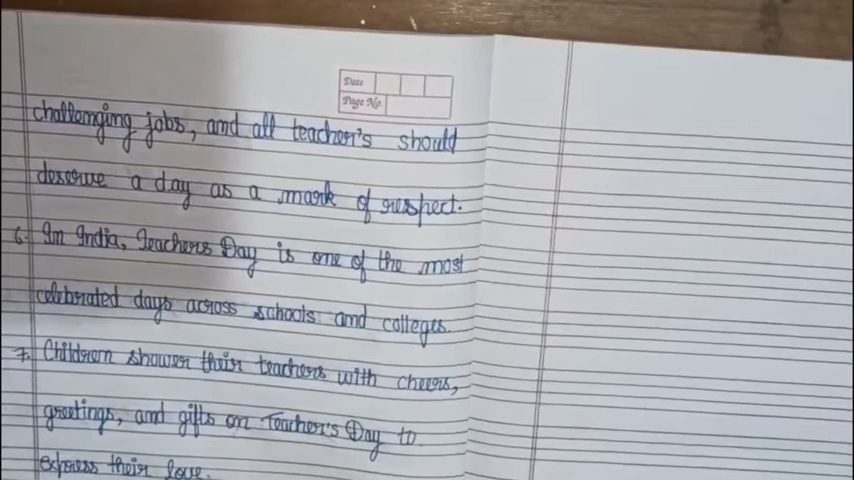 Date
Page No.
challenging jobs, and all teacher's should
deserve a day as a mark of respect.
6. In India, Teachers Day is one of the most
celebrated days across schools and colleges.
7. Children shower their teachers with cheers,
greetings, and gifts on Teacher's Day to
express their love.